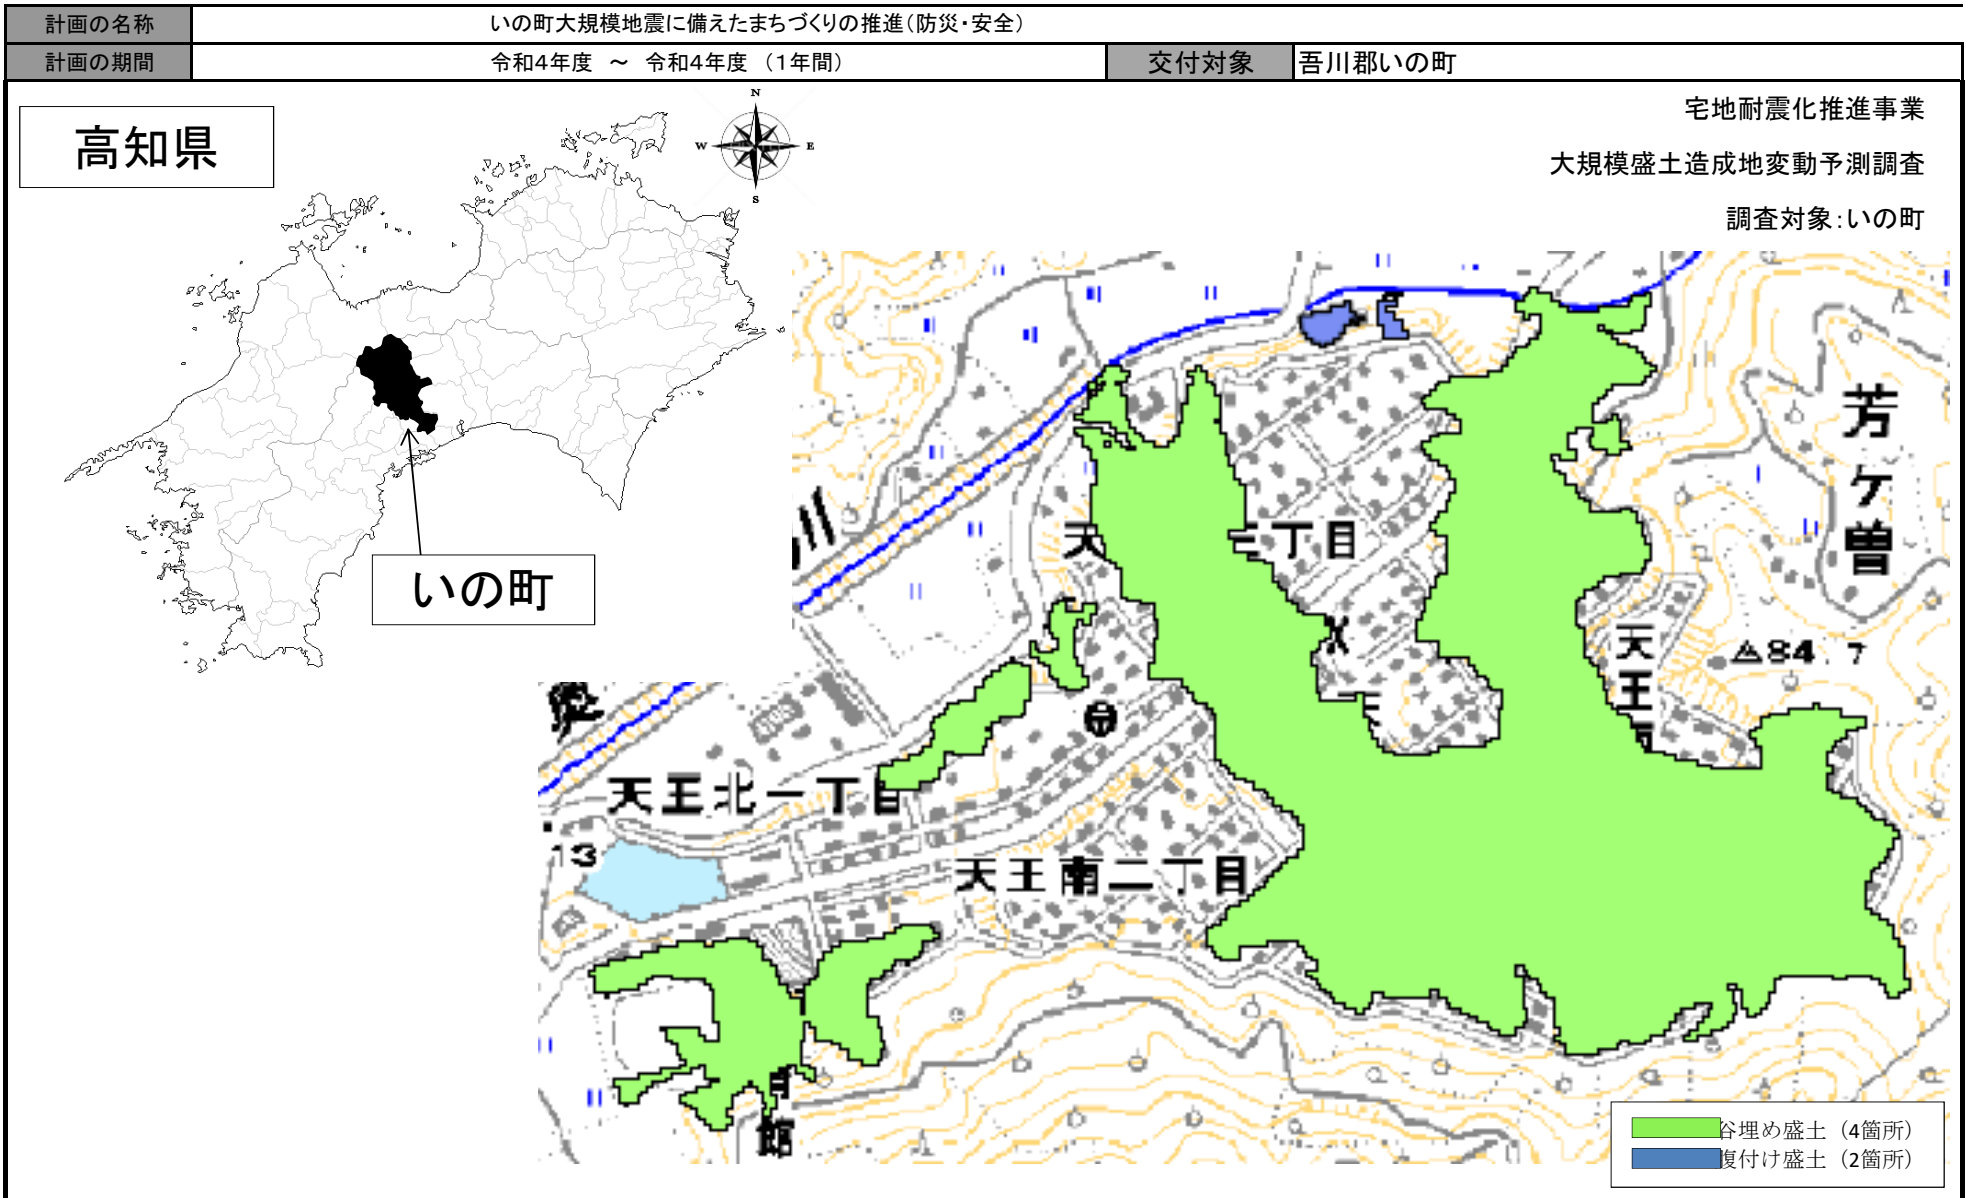 計画の名称
いの町大規模地震に備えたまちづくりの推進(防災・安全)
計画の期間
令和4年度 ～ 令和4年度 (1年間)
交付対象
吾川郡いの町
高知県
N
W
E
S
宅地耐震化推進事業
大規模盛土造成地変動予測調査
調査対象:いの町
いの町
芳ケ曽
天
二丁目
天王
84.7
天王北一丁目
13
天王南二丁目
館
谷埋め盛土 (4箇所)
腹付け盛土 (2箇所)